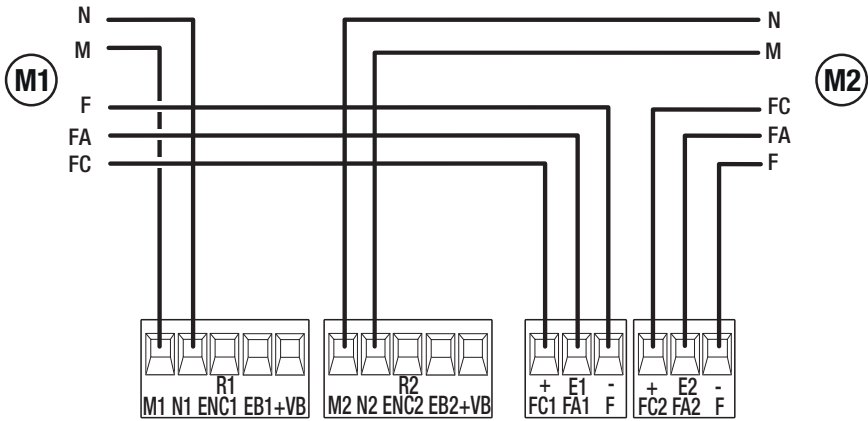 N
M
M1
F
FA
FC
N
M
M2
FC
FA
F
R1
M1 N1 ENC1 EB1+VB
R2
M2 N2 ENC2 EB2+VB
+ E1 -
FC1 FA1 F
+ E2 -
FC2 FA2 F